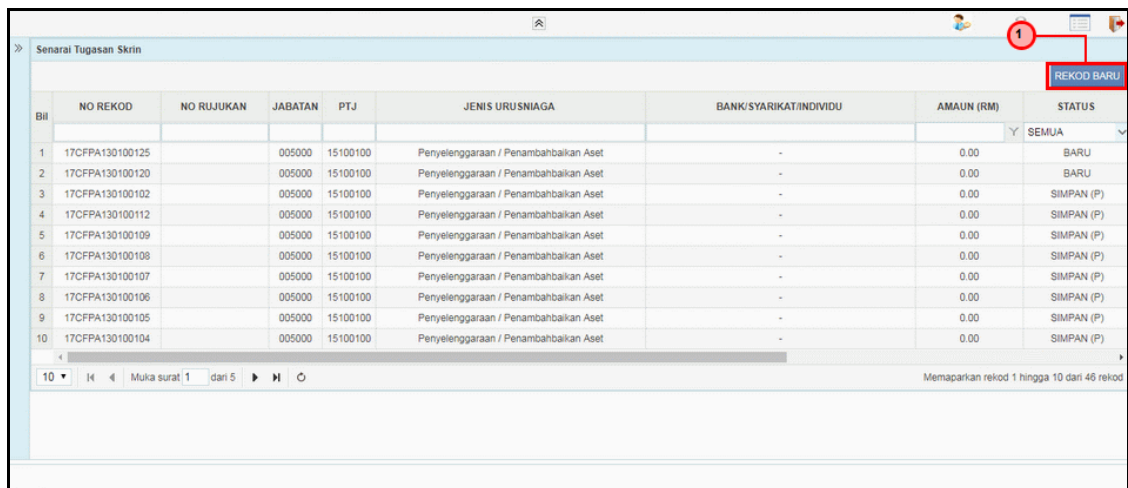 1
Senarai Tugasan Skrin
REKOD BARU
Bil NO REKOD NO RUJUKAN JABATAN PTJ JENIS URUSNIAGA BANK/SYARIKAT/INDIVIDU AMAUN (RM) STATUS
SEMUA
1 17CFPA130100125 005000 15100100 Penyelenggaraan / Penambahbaikan Aset - 0.00 BARU
2 17CFPA130100120 005000 15100100 Penyelenggaraan / Penambahbaikan Aset - 0.00 BARU
3 17CFPA130100102 005000 15100100 Penyelenggaraan / Penambahbaikan Aset - 0.00 SIMPAN (P)
4 17CFPA130100112 005000 15100100 Penyelenggaraan / Penambahbaikan Aset - 0.00 SIMPAN (P)
5 17CFPA130100109 005000 15100100 Penyelenggaraan / Penambahbaikan Aset - 0.00 SIMPAN (P)
6 17CFPA130100108 005000 15100100 Penyelenggaraan / Penambahbaikan Aset - 0.00 SIMPAN (P)
7 17CFPA130100107 005000 15100100 Penyelenggaraan / Penambahbaikan Aset - 0.00 SIMPAN (P)
8 17CFPA130100106 005000 15100100 Penyelenggaraan / Penambahbaikan Aset - 0.00 SIMPAN (P)
9 17CFPA130100105 005000 15100100 Penyelenggaraan / Penambahbaikan Aset - 0.00 SIMPAN (P)
10 17CFPA130100104 005000 15100100 Penyelenggaraan / Penambahbaikan Aset - 0.00 SIMPAN (P)
10 Muka surat 1 dari 5 Memaparkan rekod 1 hingga 10 dari 46 rekod